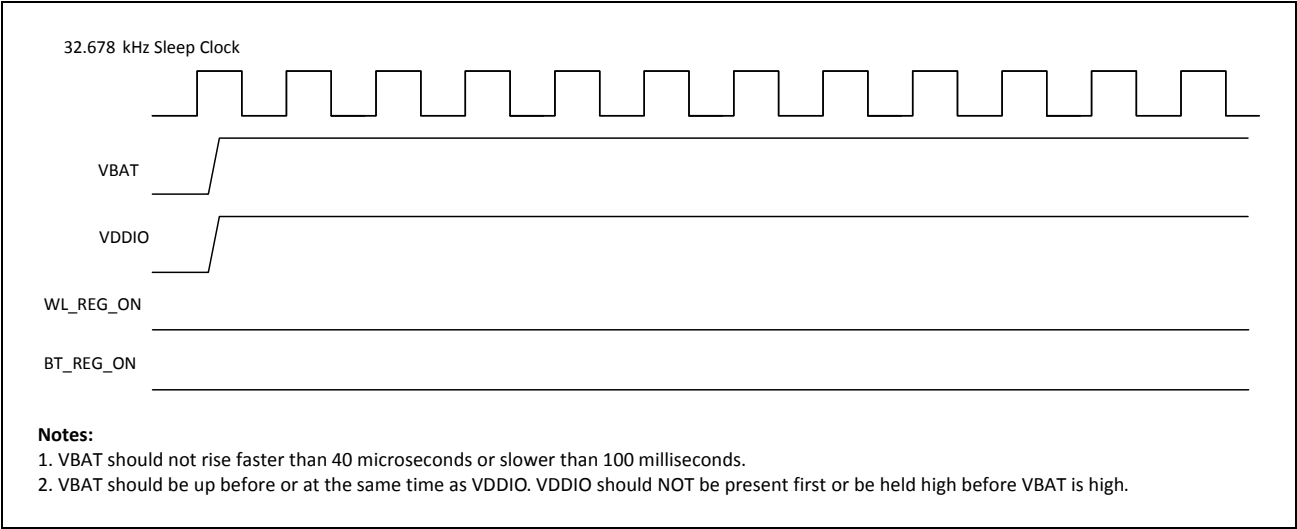 32.678 kHz Sleep Clock
VBAT
VDDIO
WL_REG_ON
BT_REG_ON
Notes:
1. VBAT should not rise faster than 40 microseconds or slower than 100 milliseconds.
2. VBAT should be up before or at the same time as VDDIO. VDDIO should NOT be present first or be held high before VBAT is high.